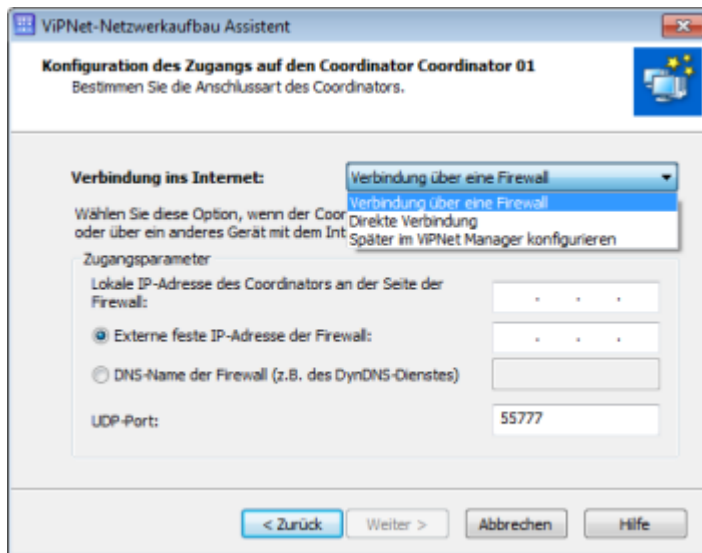 ViPNet-Netzwerkaufbau Assistent
Konfiguration des Zugangs auf den Coordinator Coordinator 01
Bestimmen Sie die Anschlussart des Coordinators.
Verbindung ins Internet:
Verbindung über eine Firewall
Verbindung über eine Firewall
Direkte Verbindung
Später im ViPNet Manager konfigurieren
Wählen Sie diese Option, wenn der Coor
oder über ein anderes Gerät mit dem Int
Zugangsparameter
Lokale IP-Adresse des Coordinators an der Seite der
Firewall:
. . .
Externe feste IP-Adresse der Firewall:
. . .
DNS-Name der Firewall (z.B. des DynDNS-Dienstes)
UDP-Port:
55777
< Zurück
Weiter >
Abbrechen
Hilfe